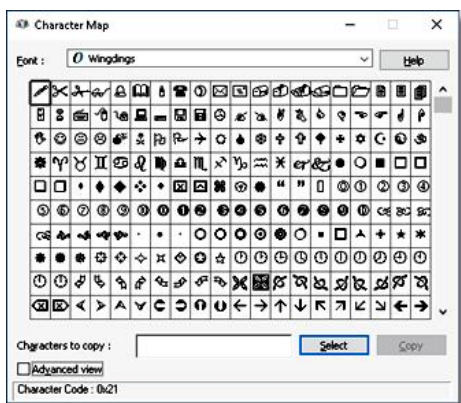 Character Map
Font : O Wingdings Help
Characters to copy : Select Copy
Advanced view
Character Code : 0x21